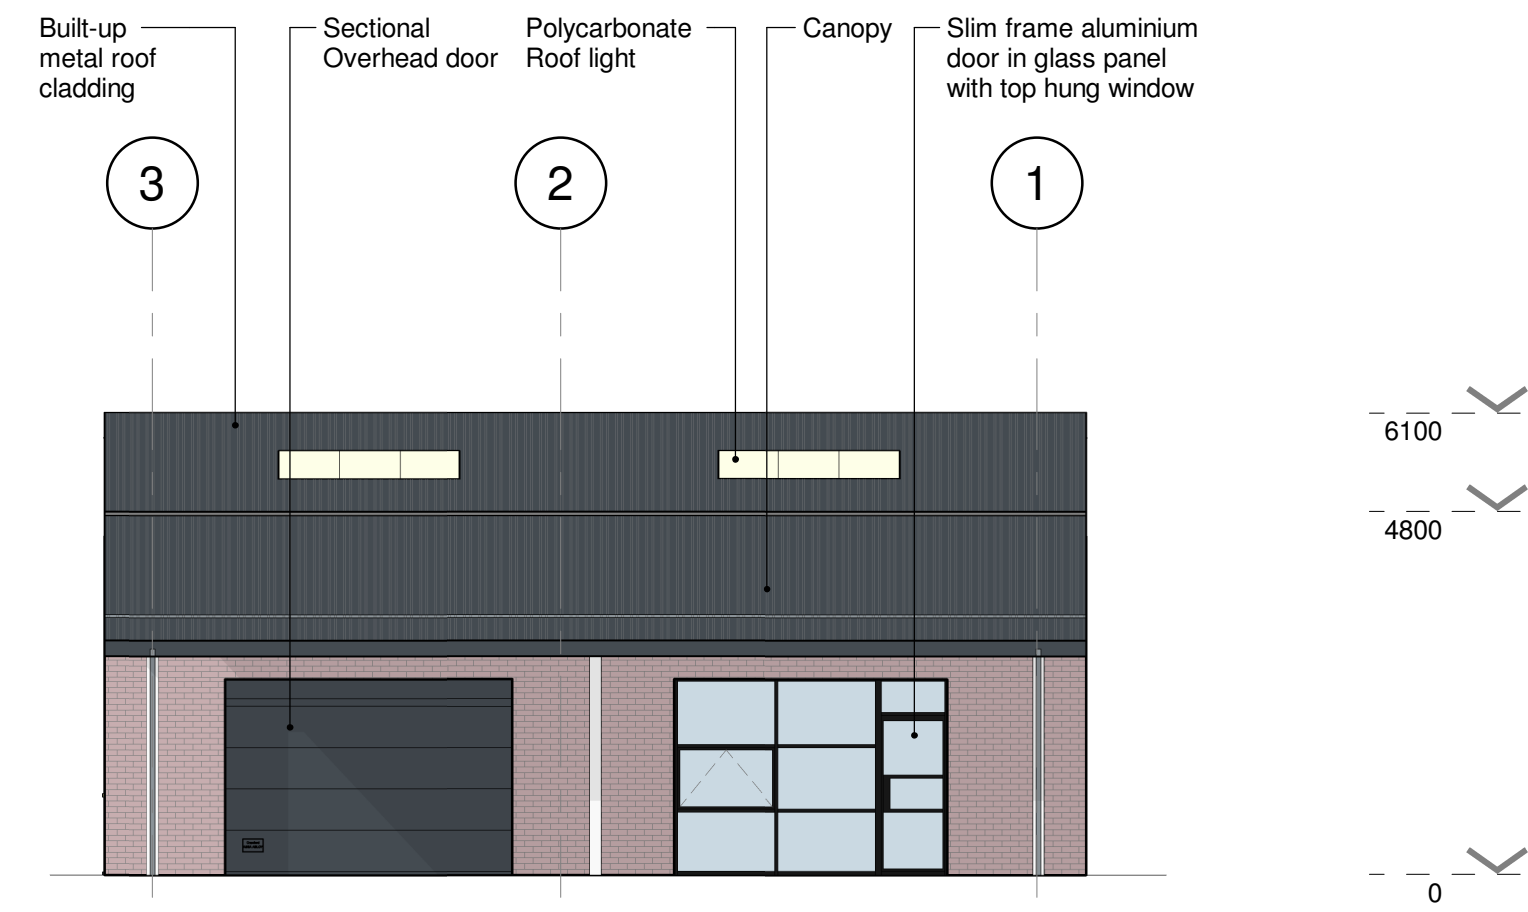 Built-up
metal roof
cladding
Sectional
Overhead door
Polycarbonate
Roof light
Canopy
Slim frame aluminium
door in glass panel
with top hung window
3
2
1
6100
4800
0